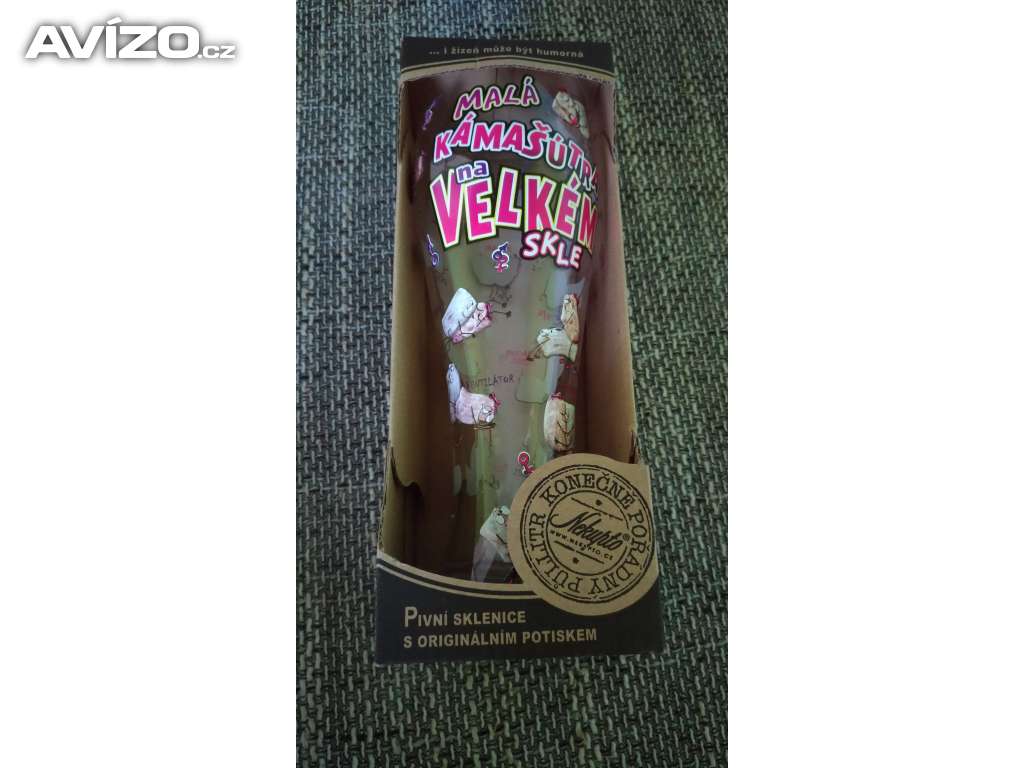 AVÍZO.cz
... i žízeň může být humorná
MALÁ
KÁMAŠÚTRA
na
VELKÉM
SKLE
VENTILÁTOR
KONEČNĚ POŘÁDNÝ PŮLLITR
Nekupto®
WWW.NEKUPTO.CZ
PIVNÍ SKLENICE
S ORIGINÁLNÍM POTISKEM